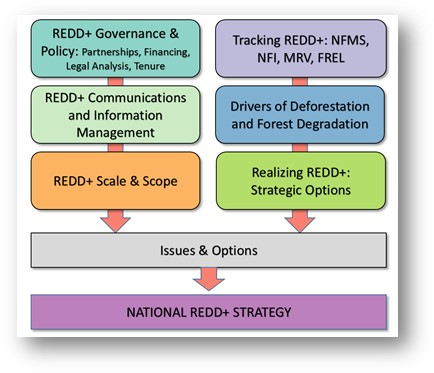 REDD+ Governance &
Policy: Partnerships, Financing,
Legal Analysis, Tenure
Tracking REDD+: NFMS,
NFI, MRV, FREL
REDD+ Communications
and Information
Management
Drivers of Deforestation
and Forest Degradation
REDD+ Scale & Scope
Realizing REDD+:
Strategic Options
Issues & Options
NATIONAL REDD+ STRATEGY